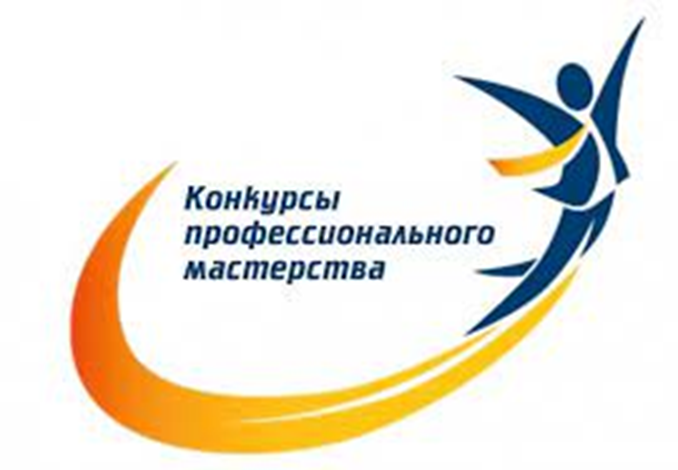 Конкурсы
профессионального
мастерства